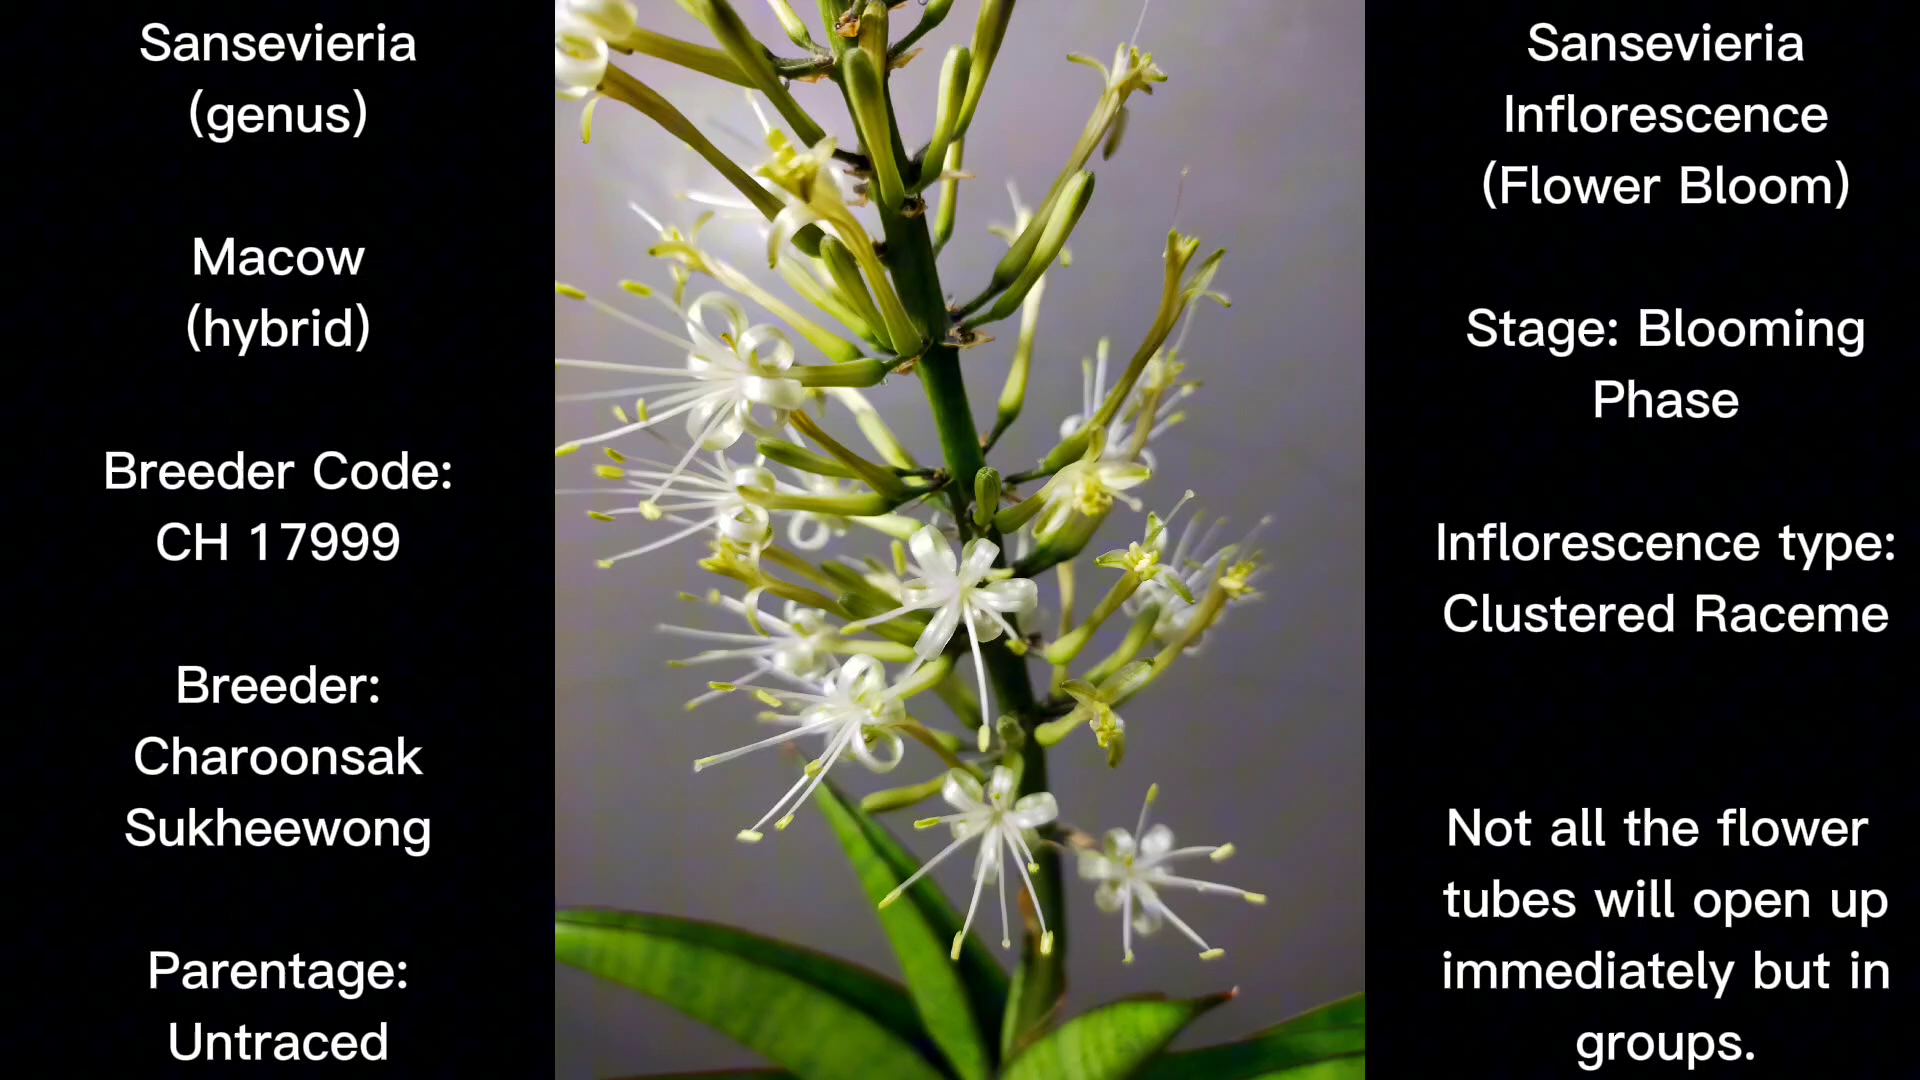 Sansevieria
(genus)
Macow
(hybrid)
Breeder Code:
CH 17999
Breeder:
Charoonsak
Sukheewong
Parentage:
Untraced
Sansevieria
Inflorescence
(Flower Bloom)
Stage: Blooming
Phase
Inflorescence type:
Clustered Raceme
Not all the flower
tubes will open up
immediately but in
groups.